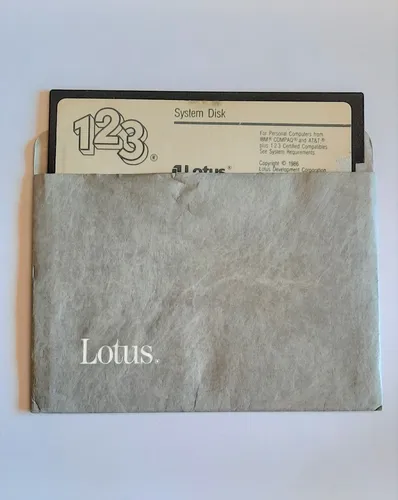 123®
System Disk
For Personal Computers from
IBM,® COMPAQ® and AT&T,®
plus 1-2-3 Certified Compatibles.
See System Requirements.
Lotus
Copyright © 1986
Lotus Development Corporation
Lotus®